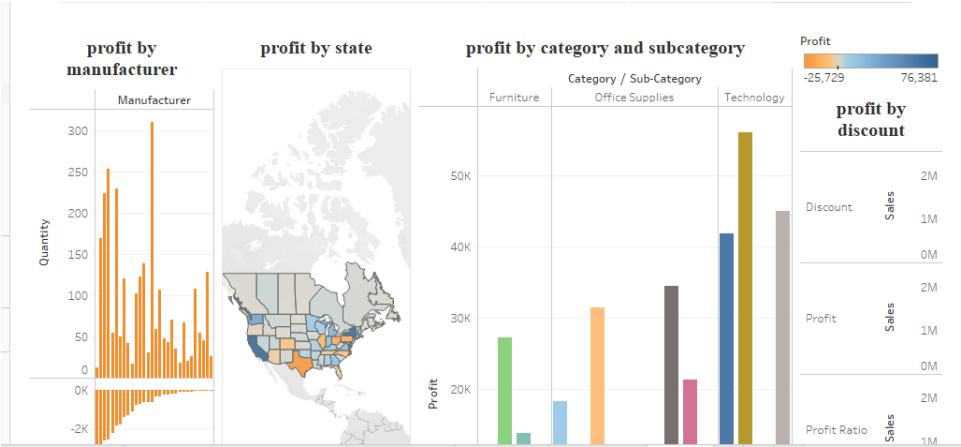 profit by
manufacturer
Manufacturer
300
250
200
150
100
50
0
Quantity
0K
-2K
profit by state
profit by category and subcategory
Category / Sub-Category
Furniture
Office Supplies
Technology
50K
40K
30K
20K
Profit
Profit
-25,729
76,381
profit by
discount
Discount
Sales
2M
1M
0M
Profit
Sales
2M
1M
0M
Profit Ratio
Sales
2M
1M